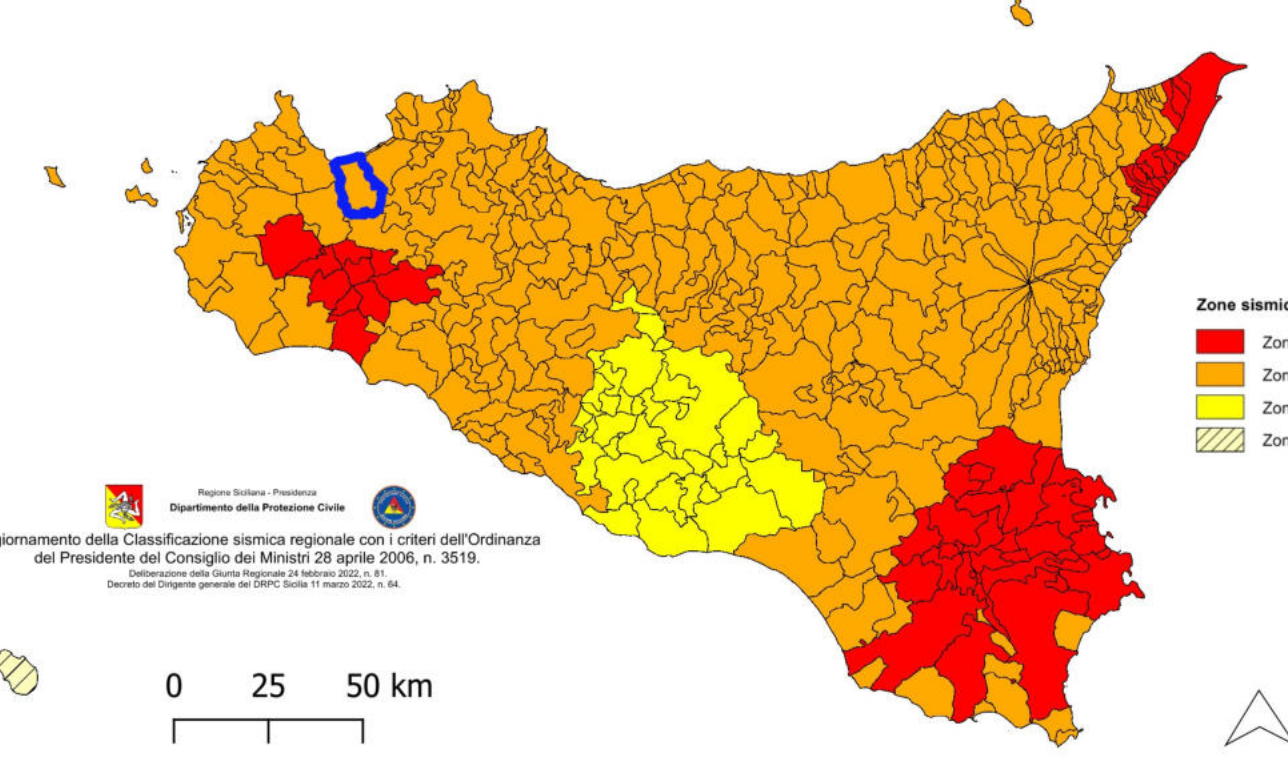 Zone sismic
Zon
Zon
Zon
Zon
Regione Siciliana - Presidenza
Dipartimento della Protezione Civile
giornamento della Classificazione sismica regionale con i criteri dell'Ordinanza
del Presidente del Consiglio dei Ministri 28 aprile 2006, n. 3519.
Deliberazione della Giunta Regionale 24 febbraio 2022, n. 81.
Decreto del Dirigente generale del DRPC Sicilia 11 marzo 2022, n. 64.
0 25 50 km